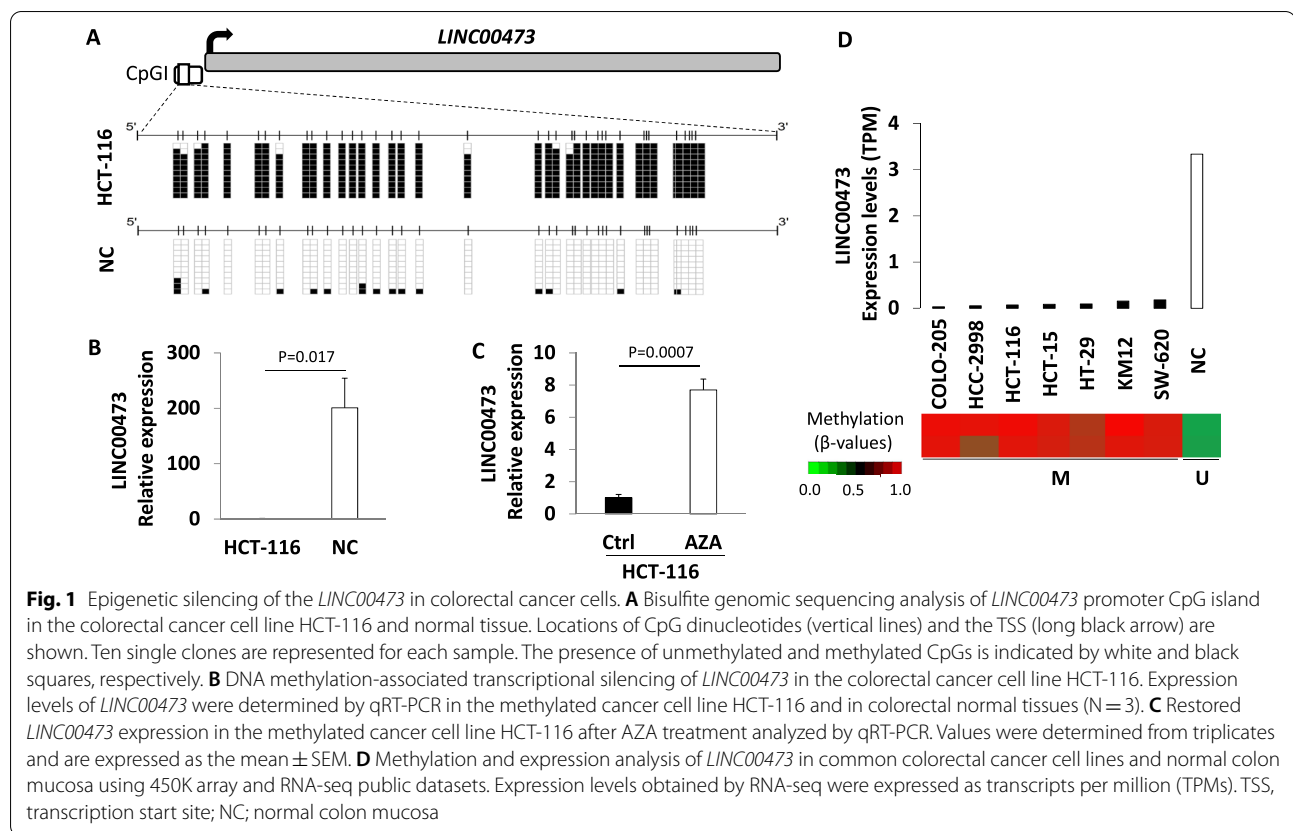 A
LINC00473
CpGI
5'
3'
HCT-116
5'
3'
NC
B
LINC00473
Relative expression
300
200
100
0
P=0.017
HCT-116
NC
C
LINC00473
Relative expression
10
8
6
4
2
0
P=0.0007
Ctrl
AZA
HCT-116
D
LINC00473
Expression levels (TPM)
4
3
2
1
0
COLO-205
HCC-2998
HCT-116
HCT-15
HT-29
KM12
SW-620
NC
Methylation
(β-values)
0.0 0.5 1.0
M
U
Fig. 1 Epigenetic silencing of the LINC00473 in colorectal cancer cells. A Bisulfite genomic sequencing analysis of LINC00473 promoter CpG island
in the colorectal cancer cell line HCT-116 and normal tissue. Locations of CpG dinucleotides (vertical lines) and the TSS (long black arrow) are
shown. Ten single clones are represented for each sample. The presence of unmethylated and methylated CpGs is indicated by white and black
squares, respectively. B DNA methylation-associated transcriptional silencing of LINC00473 in the colorectal cancer cell line HCT-116. Expression
levels of LINC00473 were determined by qRT-PCR in the methylated cancer cell line HCT-116 and in colorectal normal tissues (N = 3). C Restored
LINC00473 expression in the methylated cancer cell line HCT-116 after AZA treatment analyzed by qRT-PCR. Values were determined from triplicates
and are expressed as the mean ± SEM. D Methylation and expression analysis of LINC00473 in common colorectal cancer cell lines and normal colon
mucosa using 450K array and RNA-seq public datasets. Expression levels obtained by RNA-seq were expressed as transcripts per million (TPMs). TSS,
transcription start site; NC; normal colon mucosa